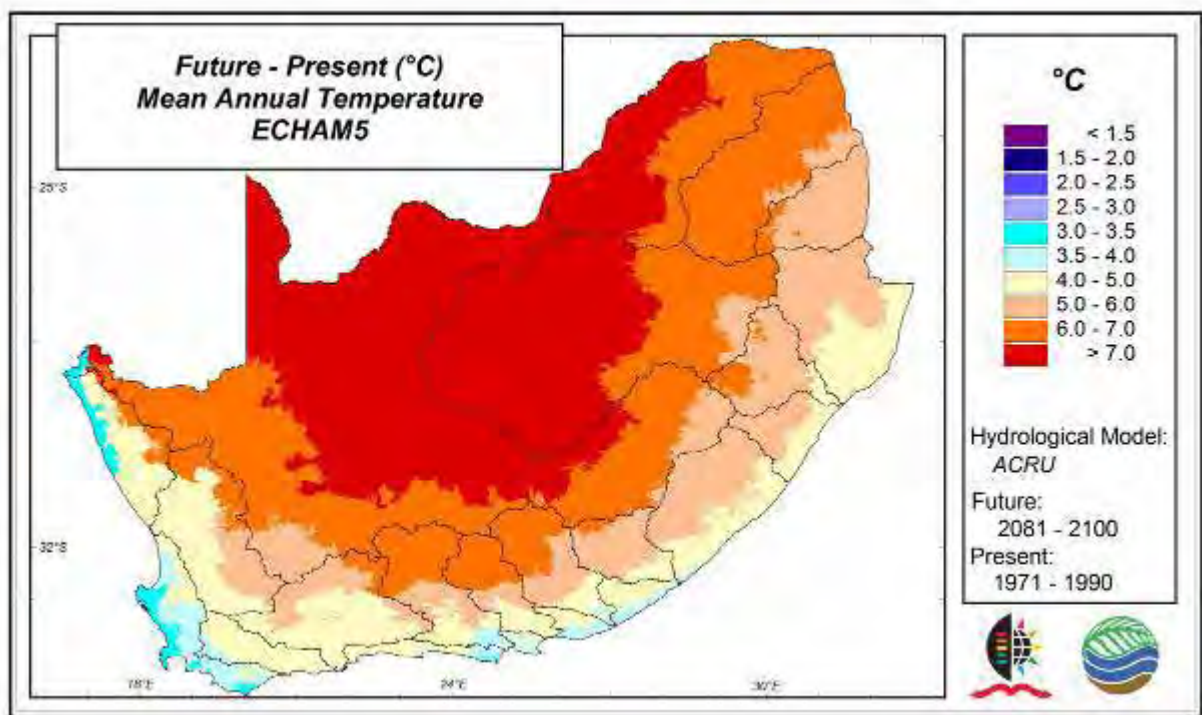 Future - Present (°C)
Mean Annual Temperature
ECHAM5
25°S
32°S
18°E
24°E
30°E
°C
< 1.5
1.5 - 2.0
2.0 - 2.5
2.5 - 3.0
3.0 - 3.5
3.5 - 4.0
4.0 - 5.0
5.0 - 6.0
6.0 - 7.0
> 7.0
Hydrological Model:
ACRU
Future:
2081 - 2100
Present:
1971 - 1990